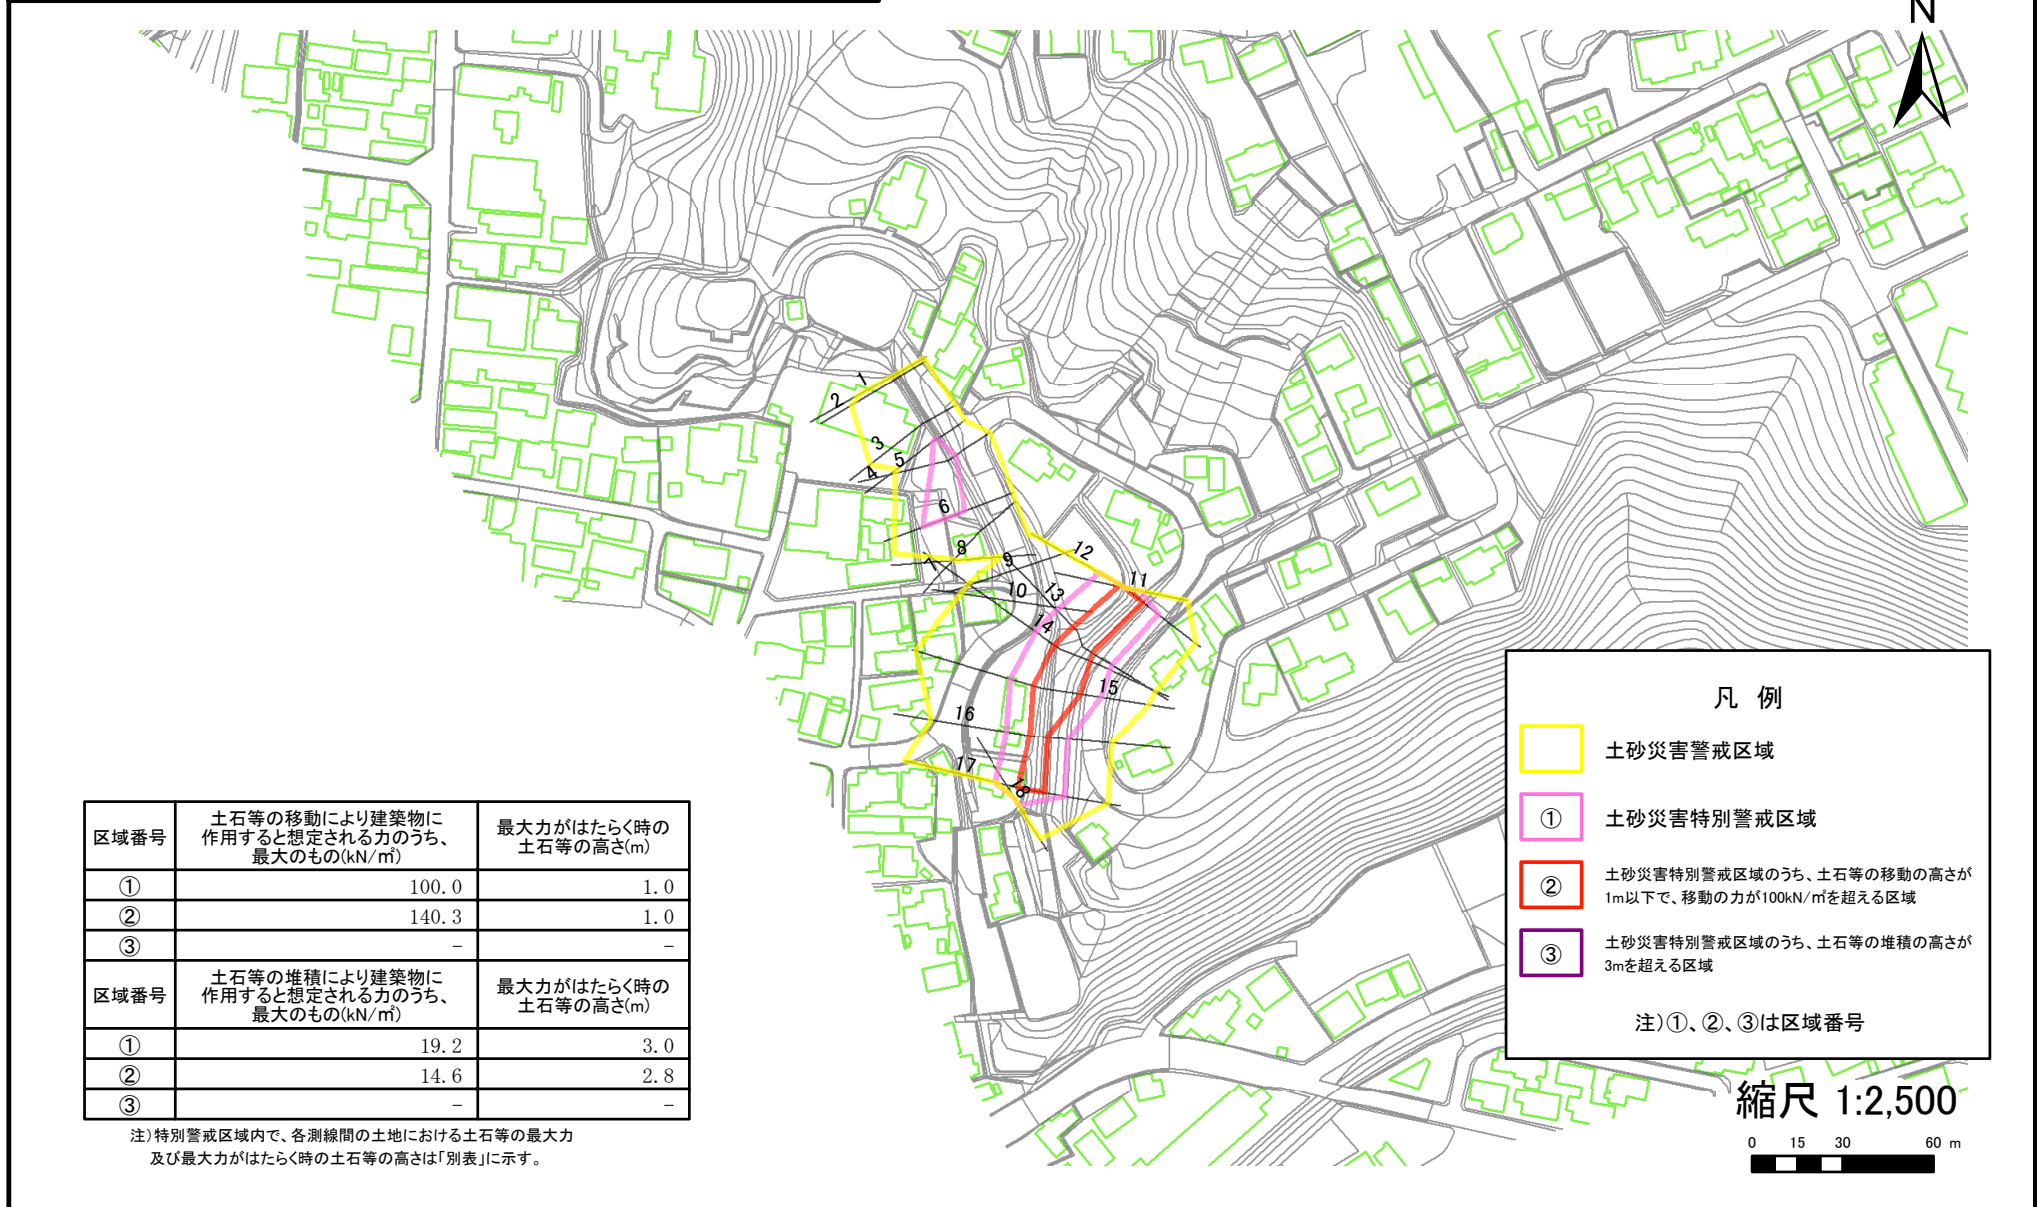 N
1
2
3
4
5
6
7
8
9
10
11
12
13
14
15
16
17
18
区域番号
土石等の移動により建築物に
作用すると想定される力のうち、
最大のもの(kN/㎡)
最大力がはたらく時の
土石等の高さ(m)
① 100.0 1.0
② 140.3 1.0
③ − −
区域番号
土石等の堆積により建築物に
作用すると想定される力のうち、
最大のもの(kN/㎡)
最大力がはたらく時の
土石等の高さ(m)
① 19.2 3.0
② 14.6 2.8
③ − −
注)特別警戒区域内で、各測線間の土地における土石等の最大力
及び最大力がはたらく時の土石等の高さは「別表」に示す。
凡 例
土砂災害警戒区域
① 土砂災害特別警戒区域
② 土砂災害特別警戒区域のうち、土石等の移動の高さが
1m以下で、移動の力が100kN/㎡を超える区域
③ 土砂災害特別警戒区域のうち、土石等の堆積の高さが
3mを超える区域
注)①、②、③は区域番号
縮尺 1:2,500
0 15 30 60 m